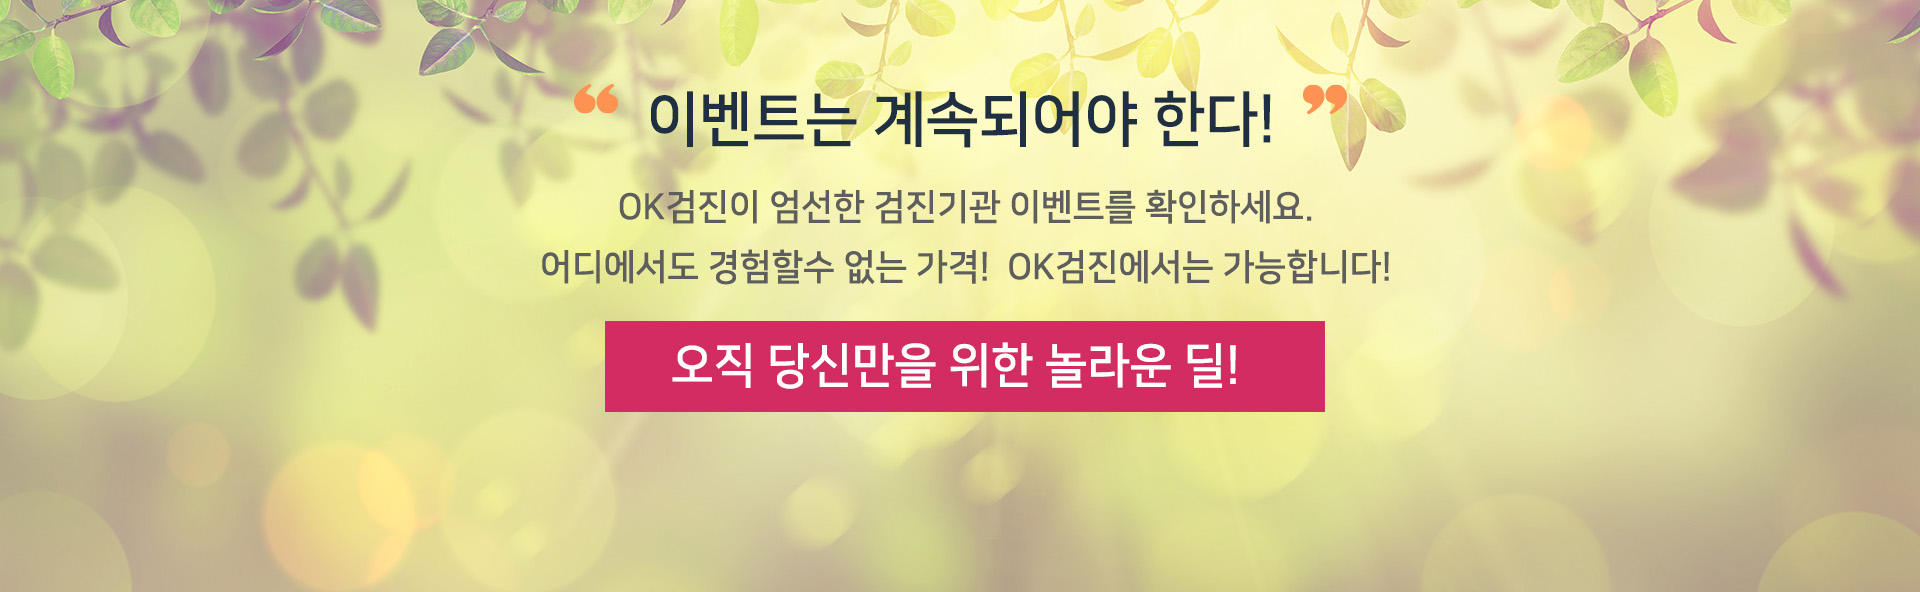 “ 이벤트는 계속되어야 한다! ”
OK검진이 엄선한 검진기관 이벤트를 확인하세요.
어디에서도 경험할수 없는 가격! OK검진에서는 가능합니다!
오직 당신만을 위한 놀라운 딜!